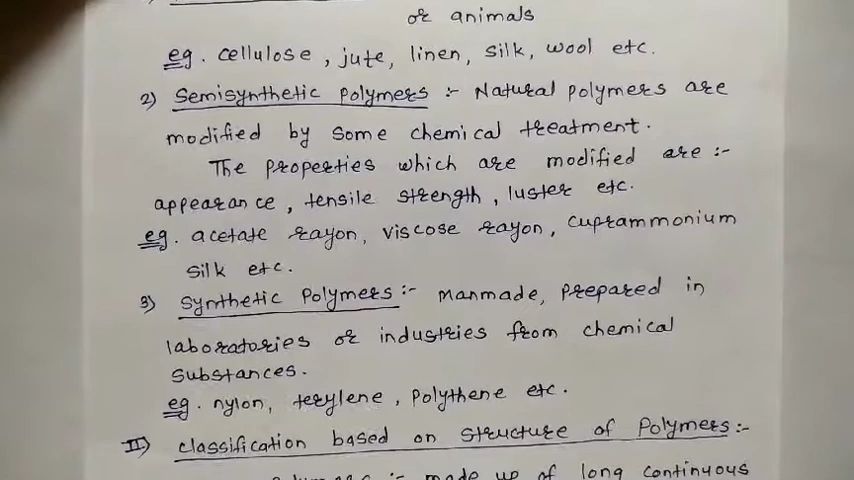 or animals
eg. cellulose, jute, linen, silk, wool etc.
2) Semisynthetic polymers :- Natural polymers are
modified by some chemical treatment.
The properties which are modified are :-
appearance, tensile strength, luster etc.
eg. acetate rayon, viscose rayon, cuprammonium
silk etc.
3) Synthetic Polymers :- Manmade, prepared in
laboratories or industries from chemical
substances.
eg. nylon, terylene, polythene etc.
II) classification based on structure of Polymers :-
:- made up of long continuous